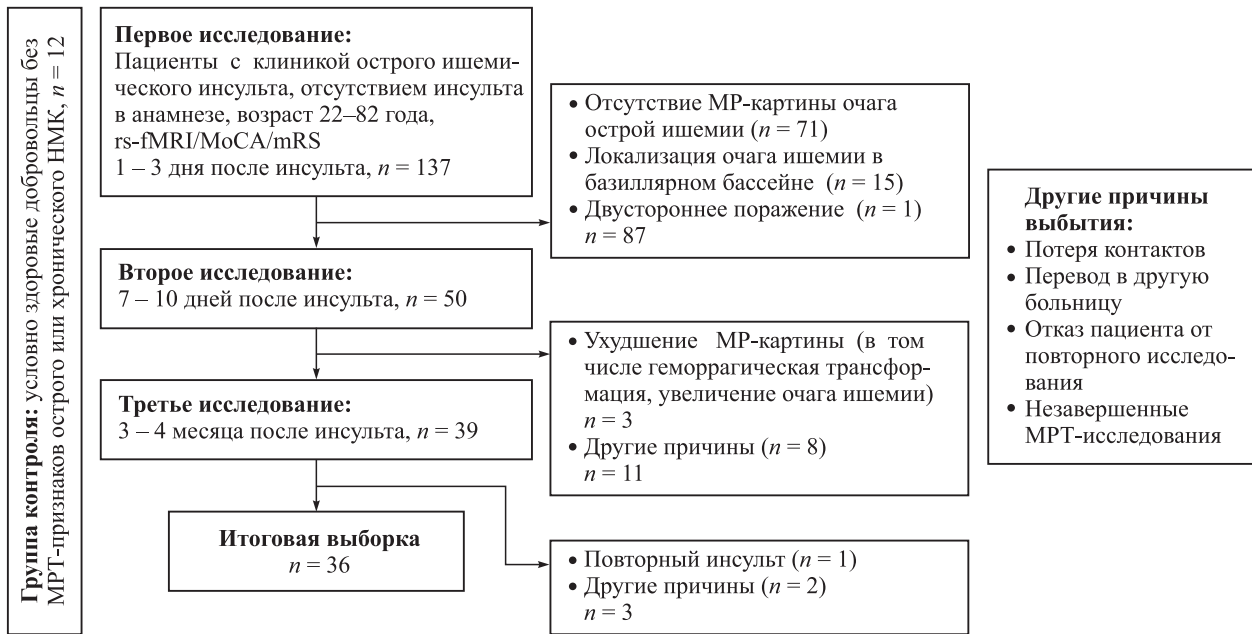 Группа контроля: условно здоровые добровольцы без
МРТ-признаков острого или хронического НМК, n = 12
Первое исследование:
Пациенты с клиникой острого ишеми-
ческого инсульта, отсутствием инсульта
в анамнезе, возраст 22–82 года,
rs-fMRI/MoCA/mRS
1 – 3 дня после инсульта, n = 137
• Отсутствие МР-картины очага
острой ишемии (n = 71)
• Локализация очага ишемии в
базиллярном бассейне (n = 15)
• Двустороннее поражение (n = 1)
n = 87
Второе исследование:
7 – 10 дней после инсульта, n = 50
• Ухудшение МР-картины (в том
числе геморрагическая трансфор-
мация, увеличение очага ишемии)
n = 3
• Другие причины (n = 8)
n = 11
Третье исследование:
3 – 4 месяца после инсульта, n = 39
Итоговая выборка
n = 36
• Повторный инсульт (n = 1)
• Другие причины (n = 2)
n = 3
Другие причины
выбытия:
• Потеря контактов
• Перевод в другую
больницу
• Отказ пациента от
повторного исследо-
вания
• Незавершенные
МРТ-исследования